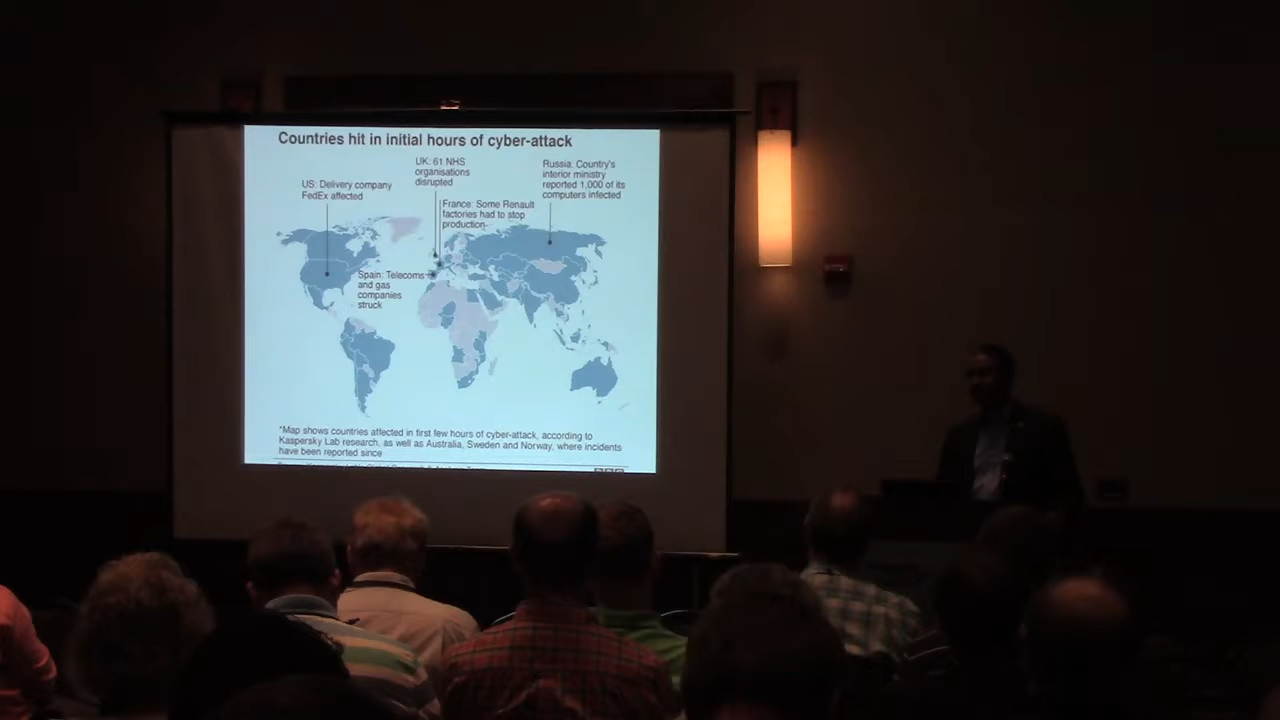 Countries hit in initial hours of cyber-attack
UK: 61 NHS
organisations
disrupted
Russia: Country's
interior ministry
reported 1,000 of its
computers infected
US: Delivery company
FedEx affected
France: Some Renault
factories had to stop
production
Spain: Telecoms
and gas
companies
struck
*Map shows countries affected in first few hours of cyber-attack, according to
Kaspersky Lab research, as well as Australia, Sweden and Norway, where incidents
have been reported since